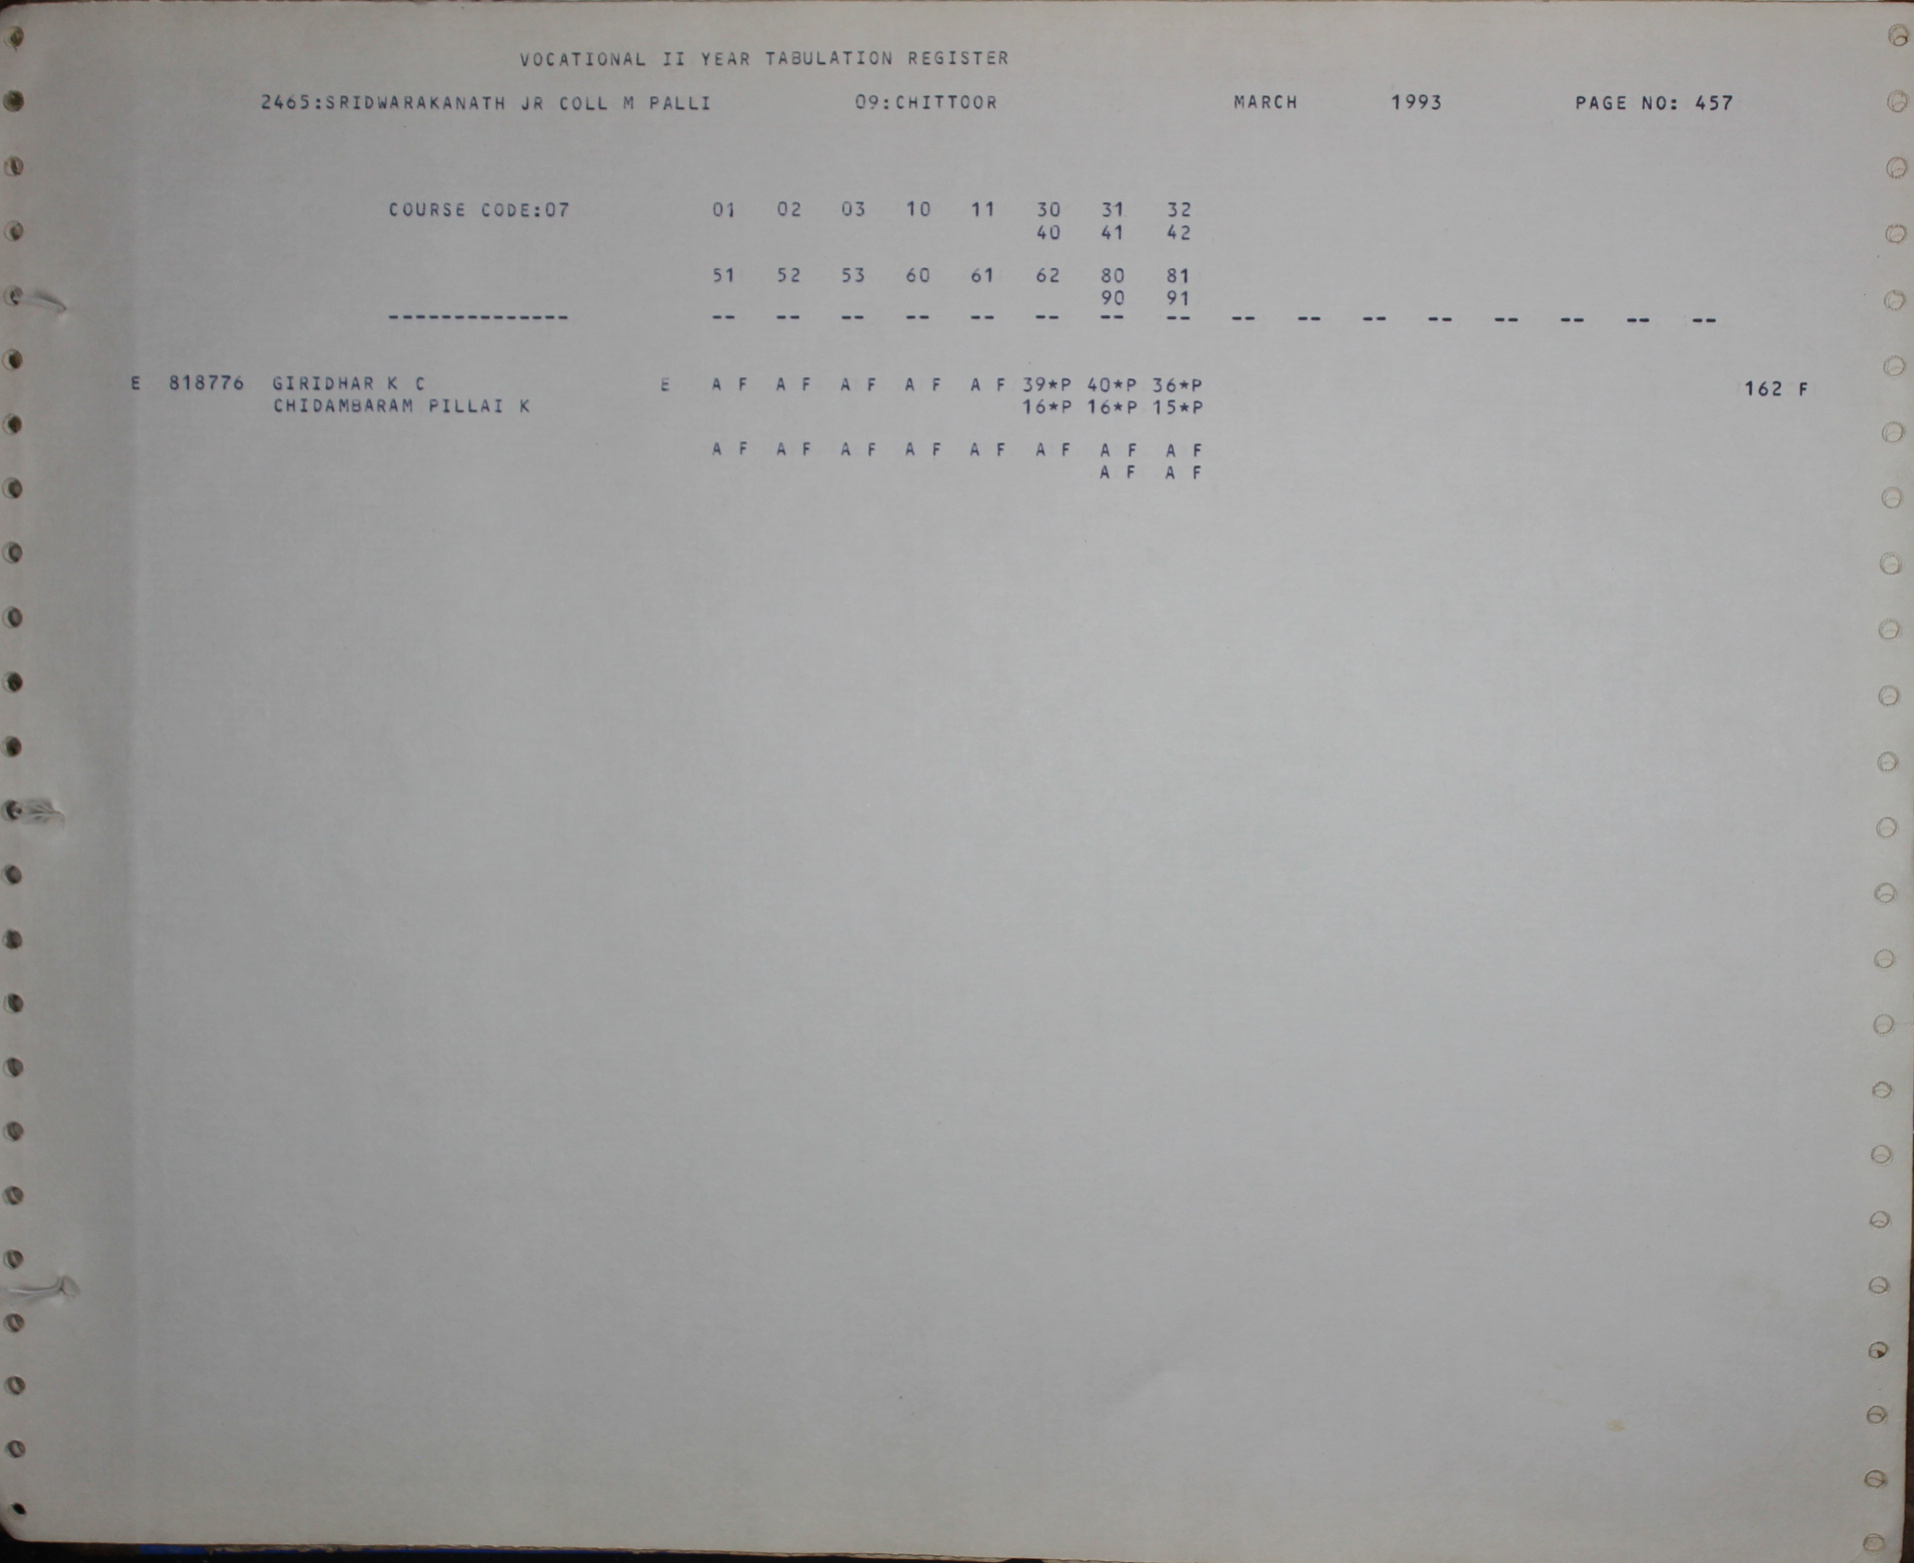 VOCATIONAL II YEAR TABULATION REGISTER
2465:SRIDWARAKANATH JR COLL M PALLI 09:CHITTOOR MARCH 1993 PAGE NO: 457
COURSE CODE:07 01 02 03 10 11 30 31 32
40 41 42
51 52 53 60 61 62 80 81
90 91
-------------- -- -- -- -- -- -- -- -- -- -- -- -- -- -- -- --
E 818776 GIRIDHAR K C E A F A F A F A F A F 39*P 40*P 36*P 162 F
CHIDAMBARAM PILLAI K 16*P 16*P 15*P
A F A F A F A F A F A F A F A F
A F A F